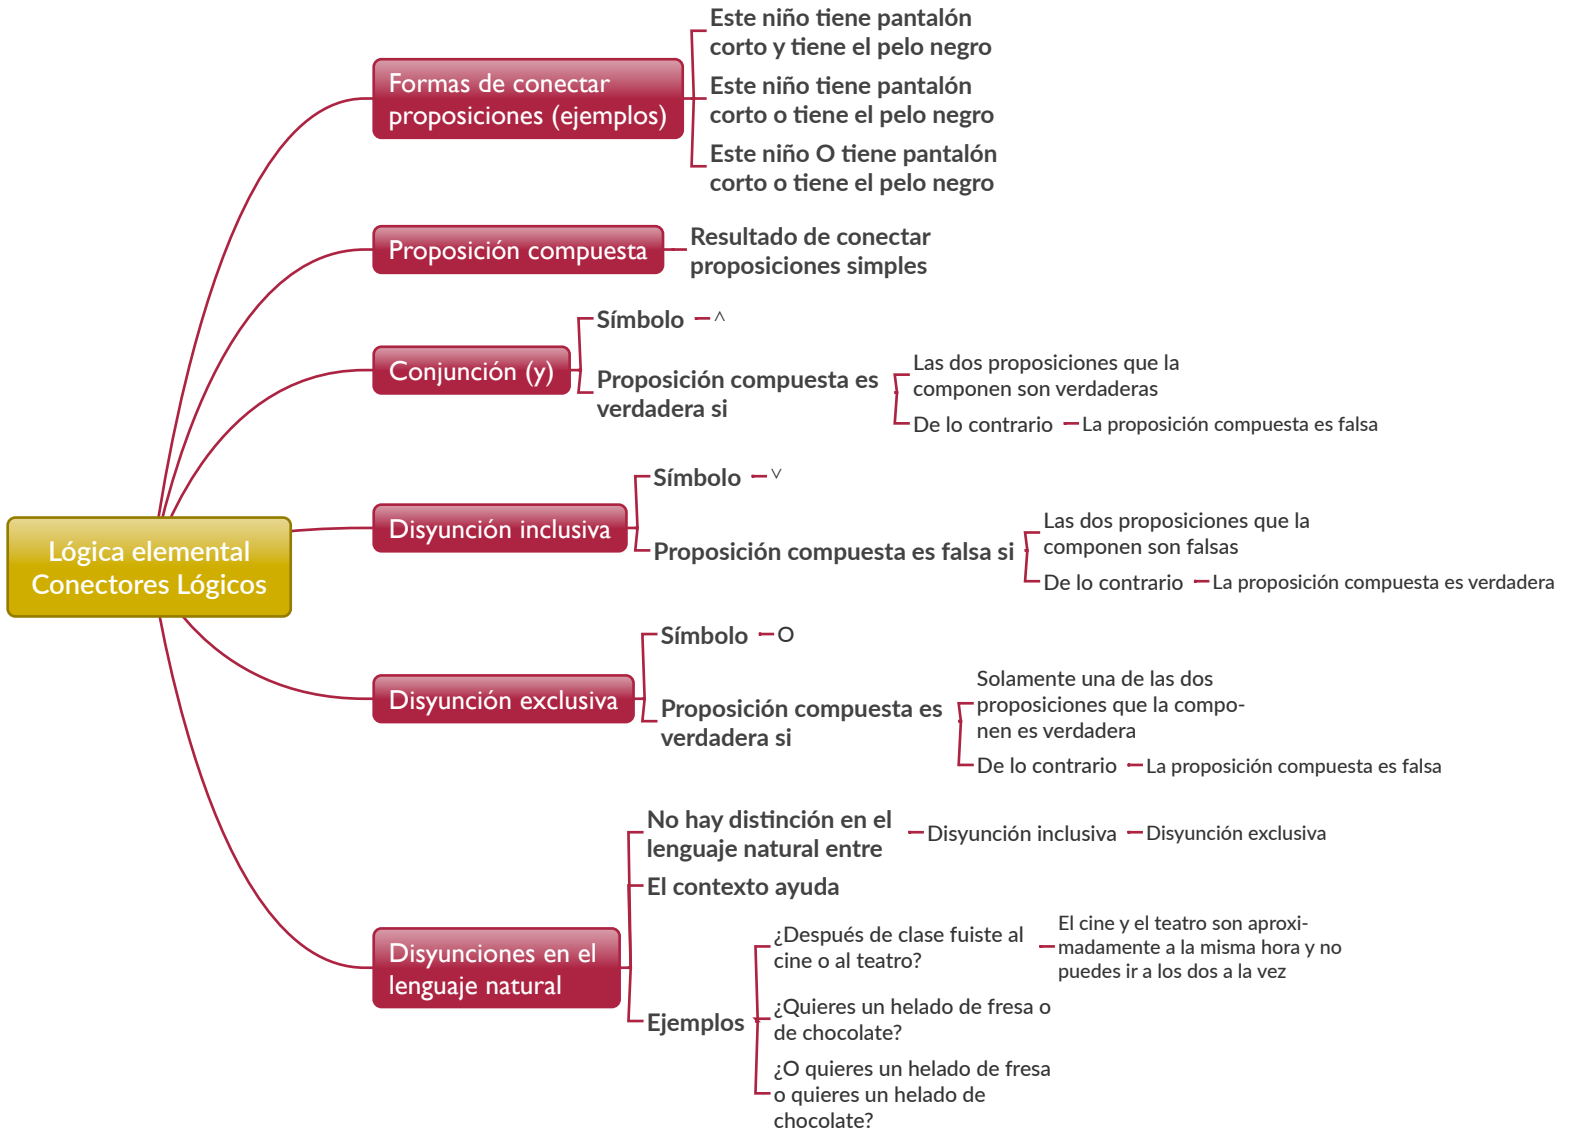 Lógica elemental
Conectores Lógicos
Formas de conectar
proposiciones (ejemplos)
Este niño tiene pantalón
corto y tiene el pelo negro
Este niño tiene pantalón
corto o tiene el pelo negro
Este niño O tiene pantalón
corto o tiene el pelo negro
Proposición compuesta
Resultado de conectar
proposiciones simples
Conjunción (y)
Símbolo
^
Proposición compuesta es
verdadera si
Las dos proposiciones que la
componen son verdaderas
De lo contrario
La proposición compuesta es falsa
Disyunción inclusiva
Símbolo
˅
Proposición compuesta es falsa si
Las dos proposiciones que la
componen son falsas
De lo contrario
La proposición compuesta es verdadera
Disyunción exclusiva
Símbolo
O
Proposición compuesta es
verdadera si
Solamente una de las dos
proposiciones que la compo-
nen es verdadera
De lo contrario
La proposición compuesta es falsa
Disyunciones en el
lenguaje natural
No hay distinción en el
lenguaje natural entre
Disyunción inclusiva
Disyunción exclusiva
El contexto ayuda
Ejemplos
¿Después de clase fuiste al
cine o al teatro?
El cine y el teatro son aproxi-
madamente a la misma hora y no
puedes ir a los dos a la vez
¿Quieres un helado de fresa o
de chocolate?
¿O quieres un helado de fresa
o quieres un helado de
chocolate?